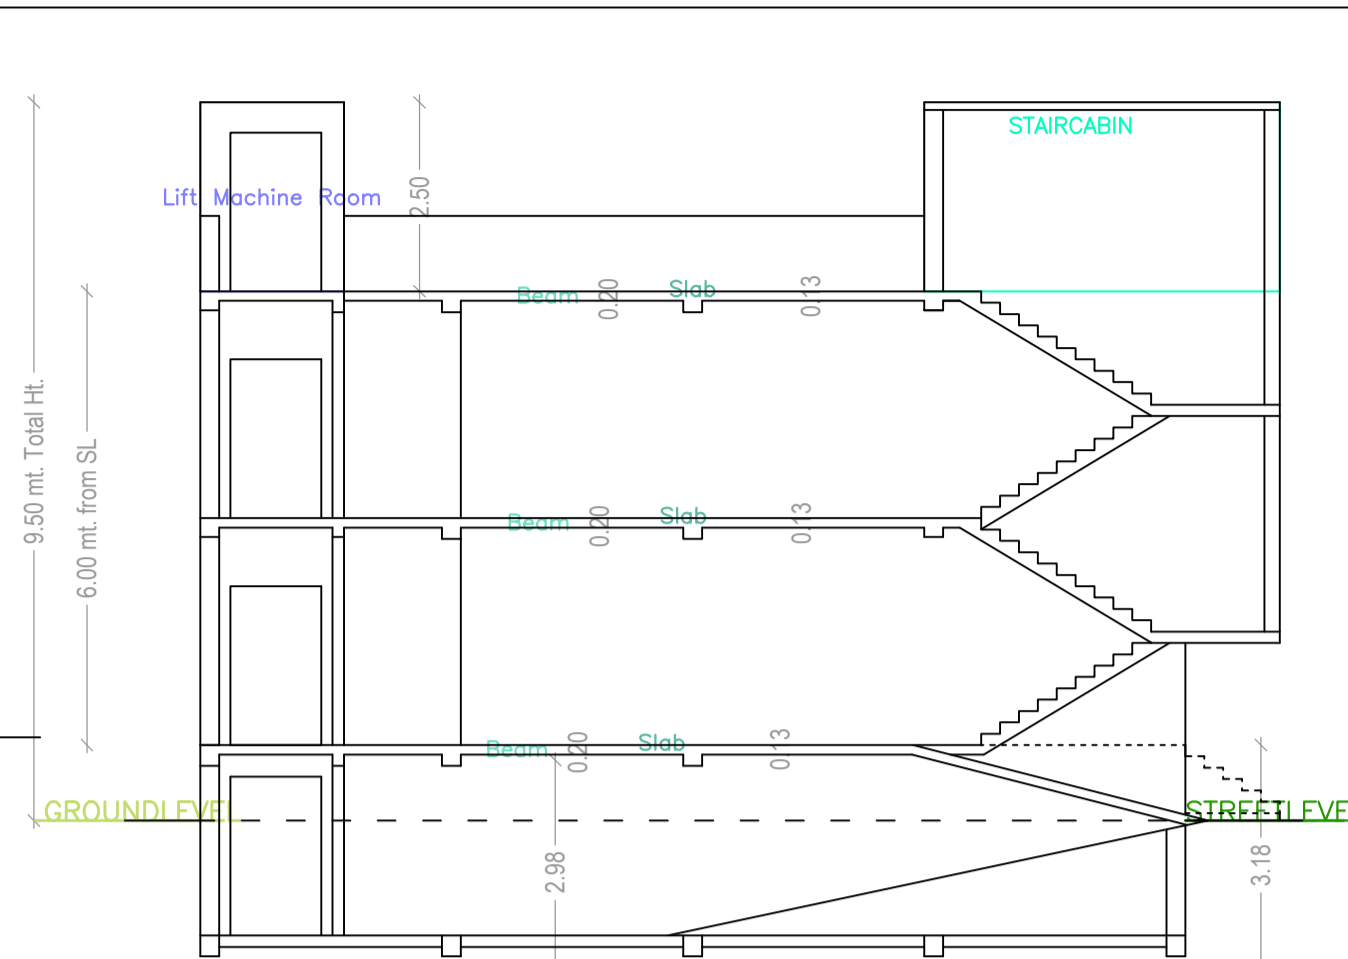 STAIRCABIN
Lift Machine Room
2.50
Beam
0.20
Slab
0.13
9.50 mt. Total Ht.
6.00 mt. from SL
Beam
0.20
Slab
0.13
Beam
0.20
Slab
0.13
GROUNDLEVEL
STREETLEVE
2.98
3.18